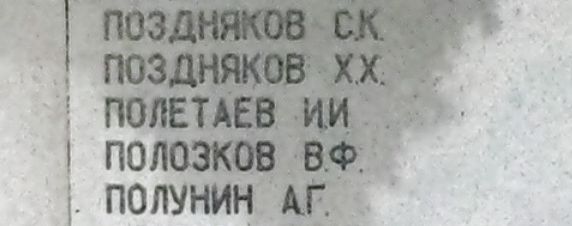 ПОЗДНЯКОВ С.К.
ПОЗДНЯКОВ Х.Х.
ПОЛЕТАЕВ И.И
ПОЛОЗКОВ В.Ф.
ПОЛУНИН А.Г.